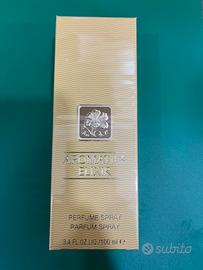 AROMATICS
ELIXIR
PERFUME SPRAY
PARFUM SPRAY
3.4 FL.OZ.LIQ./100 ml ℮
subito